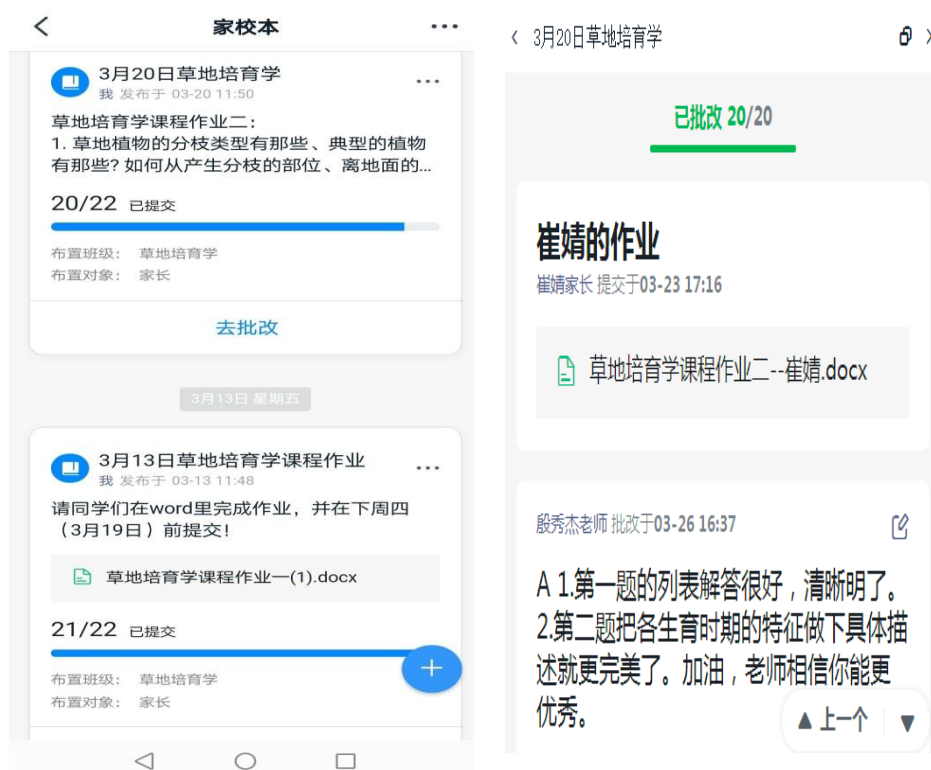 家校本
3月20日草地培育学
我 发布于 03-20 11:50
草地培育学课程作业二：
1. 草地植物的分枝类型有那些、典型的植物
有那些? 如何从产生分枝的部位、离地面的...
20/22 已提交
布置班级： 草地培育学
布置对象： 家长
去批改
3月13日 星期五
3月13日草地培育学课程作业
我 发布于 03-13 11:48
请同学们在word里完成作业，并在下周四
（3月19日）前提交!
草地培育学课程作业一(1).docx
21/22 已提交
布置班级： 草地培育学
布置对象： 家长
3月20日草地培育学
已批改 20/20
崔婧的作业
崔婧家长 提交于03-23 17:16
草地培育学课程作业二--崔婧.docx
殷秀杰老师 批改于03-26 16:37
A 1.第一题的列表解答很好，清晰明了。
2.第二题把各生育时期的特征做下具体描
述就更完美了。加油，老师相信你能更
优秀。
上一个